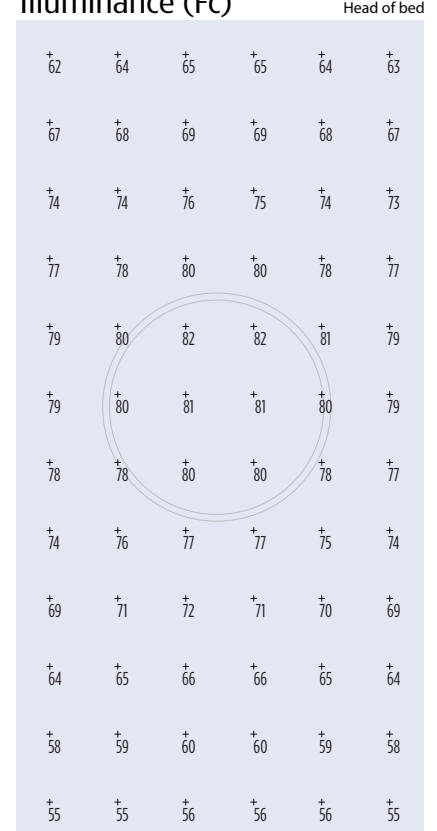 Illuminance (Fc) Head of bed
+ + + + + +
62 64 65 65 64 63
+ + + + + +
67 68 69 69 68 67
+ + + + + +
74 74 76 75 74 73
+ + + + + +
77 78 80 80 78 77
+ + + + + +
79 80 82 82 81 79
+ + + + + +
79 80 81 81 80 79
+ + + + + +
78 78 80 80 78 77
+ + + + + +
74 76 77 77 75 74
+ + + + + +
69 71 72 71 70 69
+ + + + + +
64 65 66 66 65 64
+ + + + + +
58 59 60 60 59 58
+ + + + + +
55 55 56 56 56 55